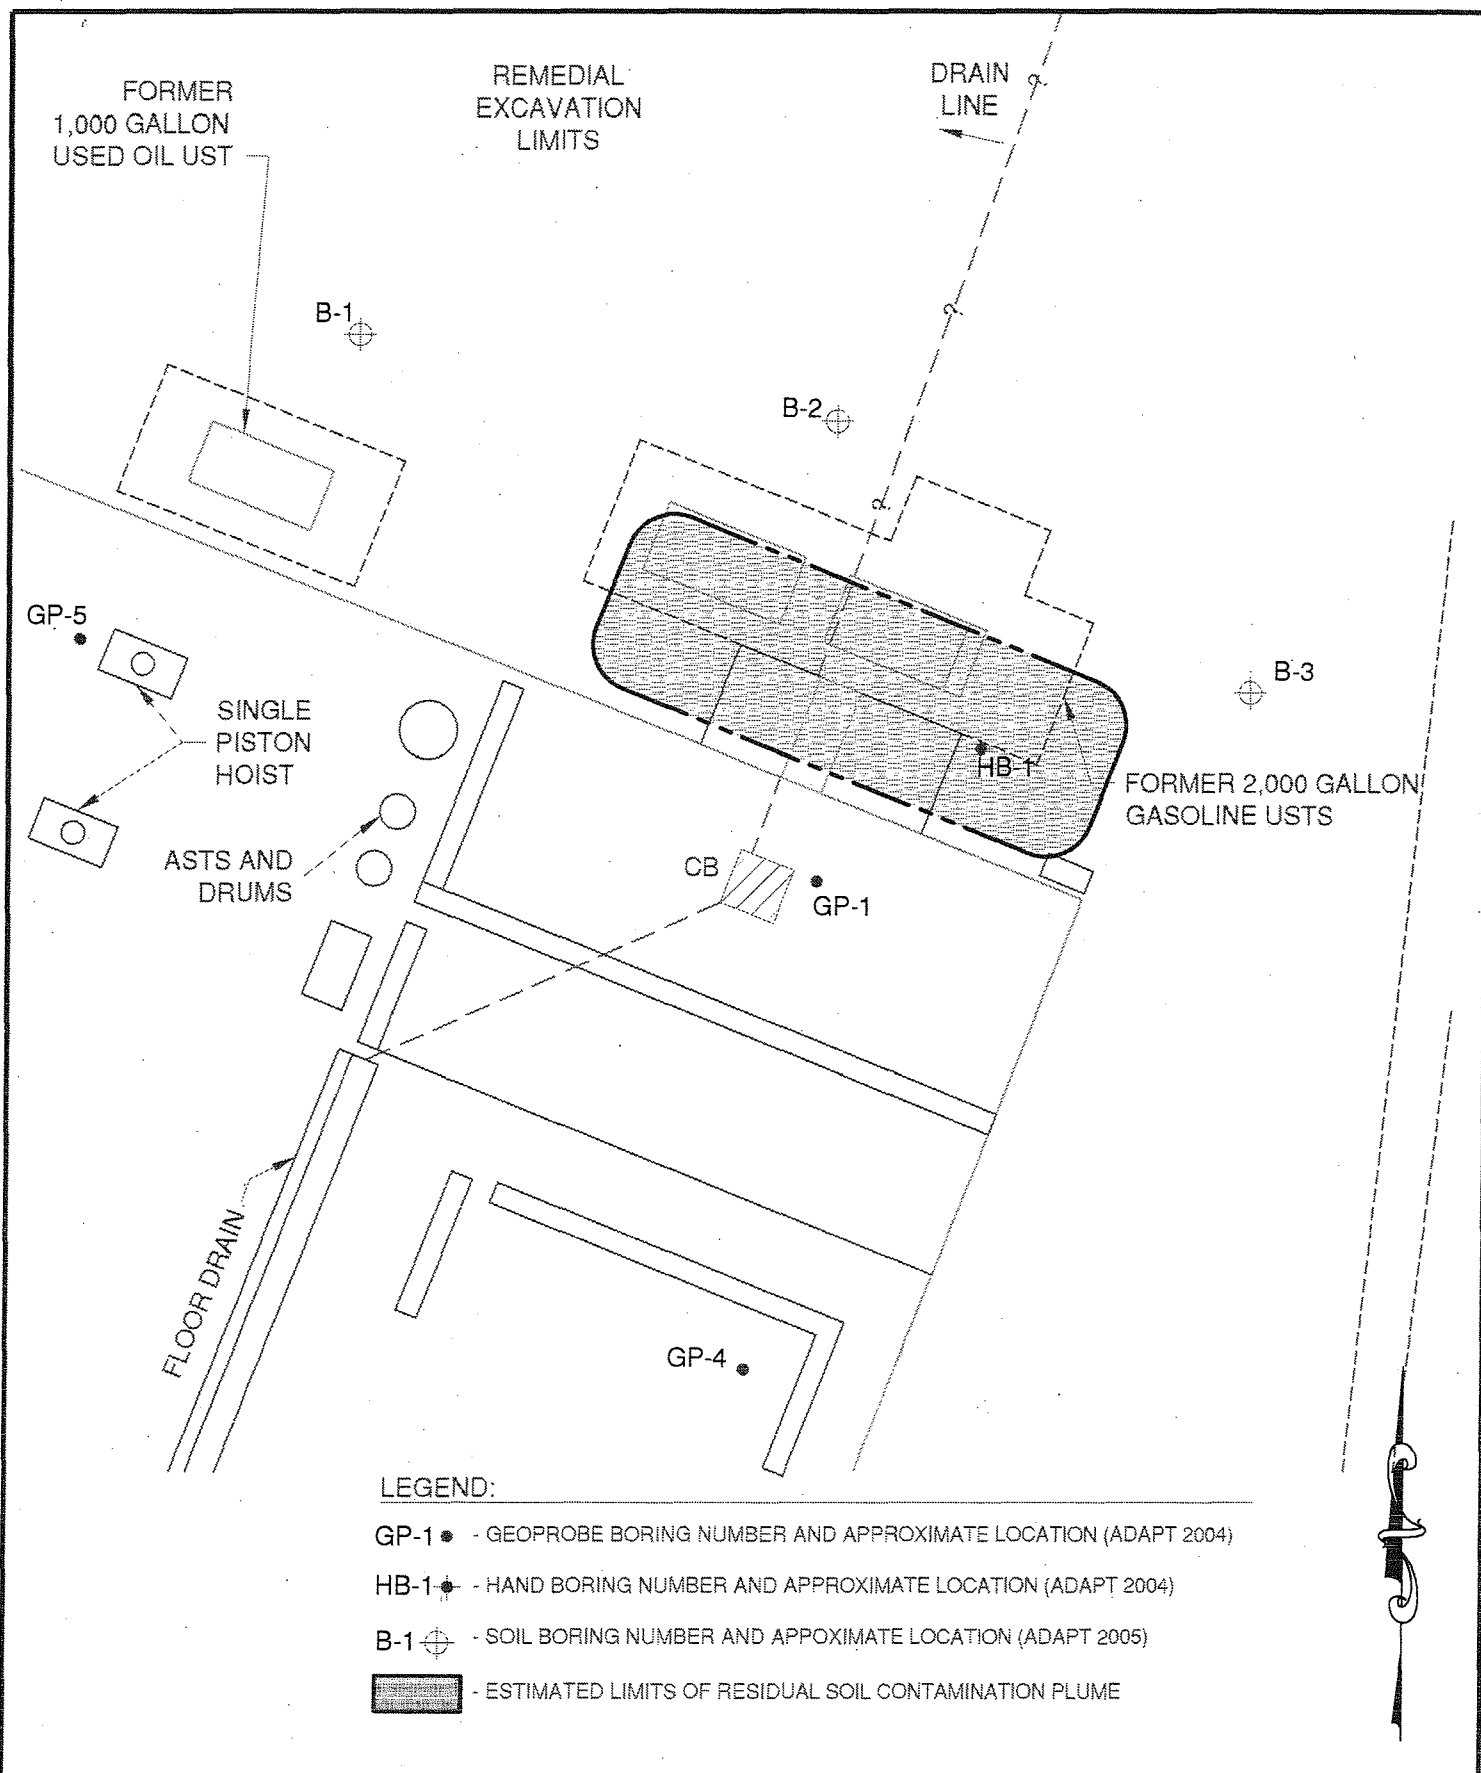 FORMER
1,000 GALLON
USED OIL UST
REMEDIAL
EXCAVATION
LIMITS
DRAIN
LINE
?
?
?
B-1
B-2
B-3
GP-5
SINGLE
PISTON
HOIST
HB-1
FORMER 2,000 GALLON
GASOLINE USTS
ASTS AND
DRUMS
CB
GP-1
FLOOR DRAIN
GP-4
LEGEND:
GP-1 - GEOPROBE BORING NUMBER AND APPROXIMATE LOCATION (ADAPT 2004)
HB-1 - HAND BORING NUMBER AND APPROXIMATE LOCATION (ADAPT 2004)
B-1 - SOIL BORING NUMBER AND APPOXIMATE LOCATION (ADAPT 2005)
- ESTIMATED LIMITS OF RESIDUAL SOIL CONTAMINATION PLUME